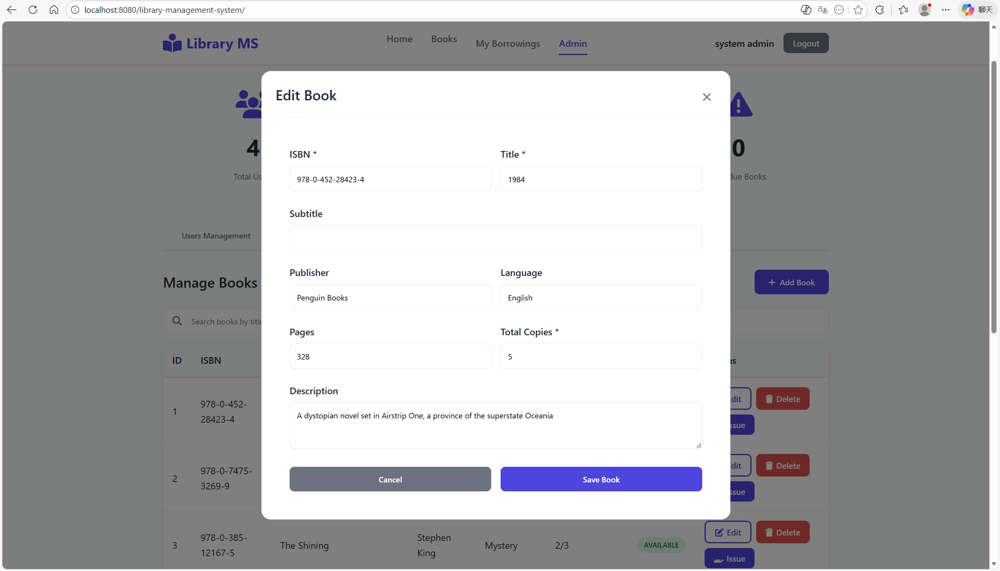 localhost:8080/library-management-system/
聊天
Library MS
Home
Books
My Borrowings
Admin
system admin
Logout
Edit Book
4
0
Total Us
due Books
ISBN *
Title *
978-0-452-28423-4
1984
Subtitle
Users Management
Publisher
Language
Manage Books
Add Book
Penguin Books
English
Search books by title
Pages
Total Copies *
328
5
ID
ISBN
ns
Description
A dystopian novel set in Airstrip One, a province of the superstate Oceania
1
978-0-452-
28423-4
dit
Delete
ssue
2
978-0-7475-
3269-9
dit
Delete
ssue
Cancel
Save Book
3
978-0-385-
12167-5
The Shining
Stephen
King
Mystery
2/3
AVAILABLE
Edit
Delete
Issue